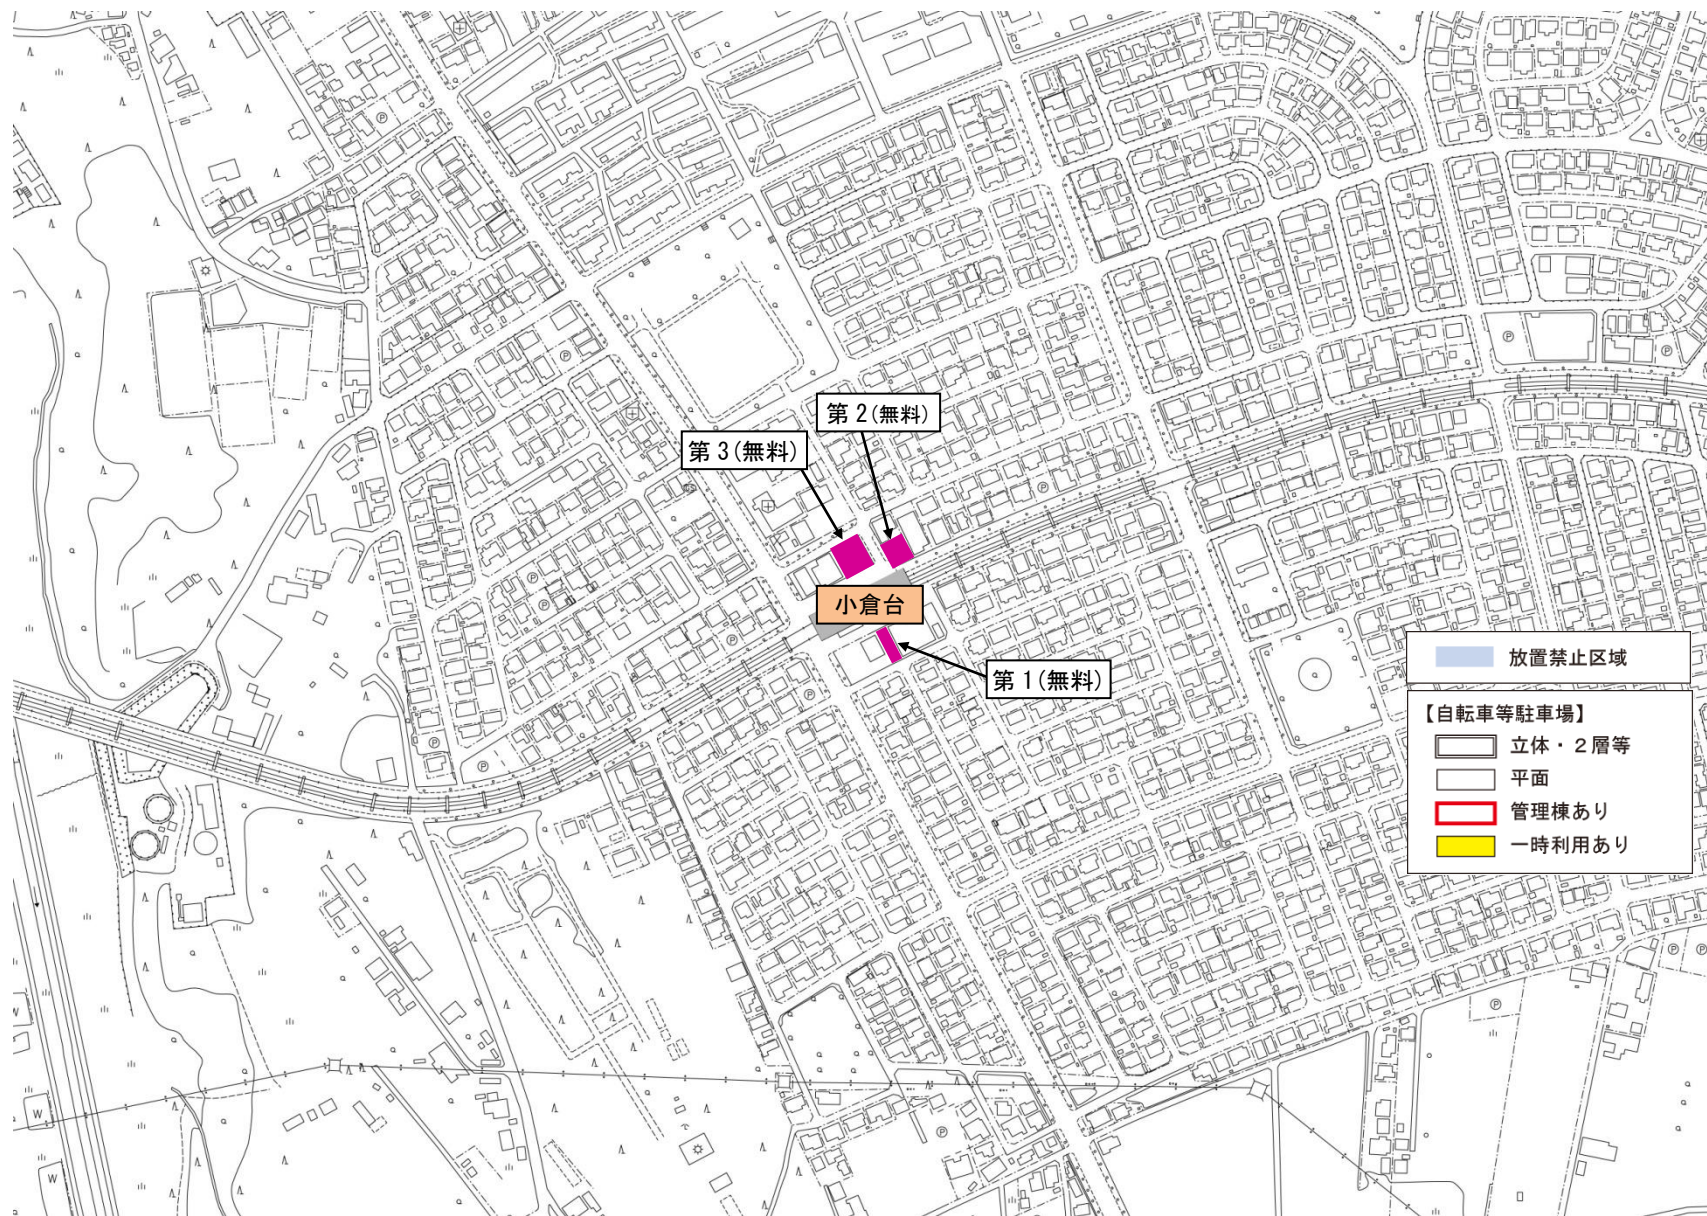 第２(無料)
第３(無料)
小倉台
第１(無料)
放置禁止区域
【自転車等駐車場】
立体・２層等
平面
管理棟あり
一時利用あり